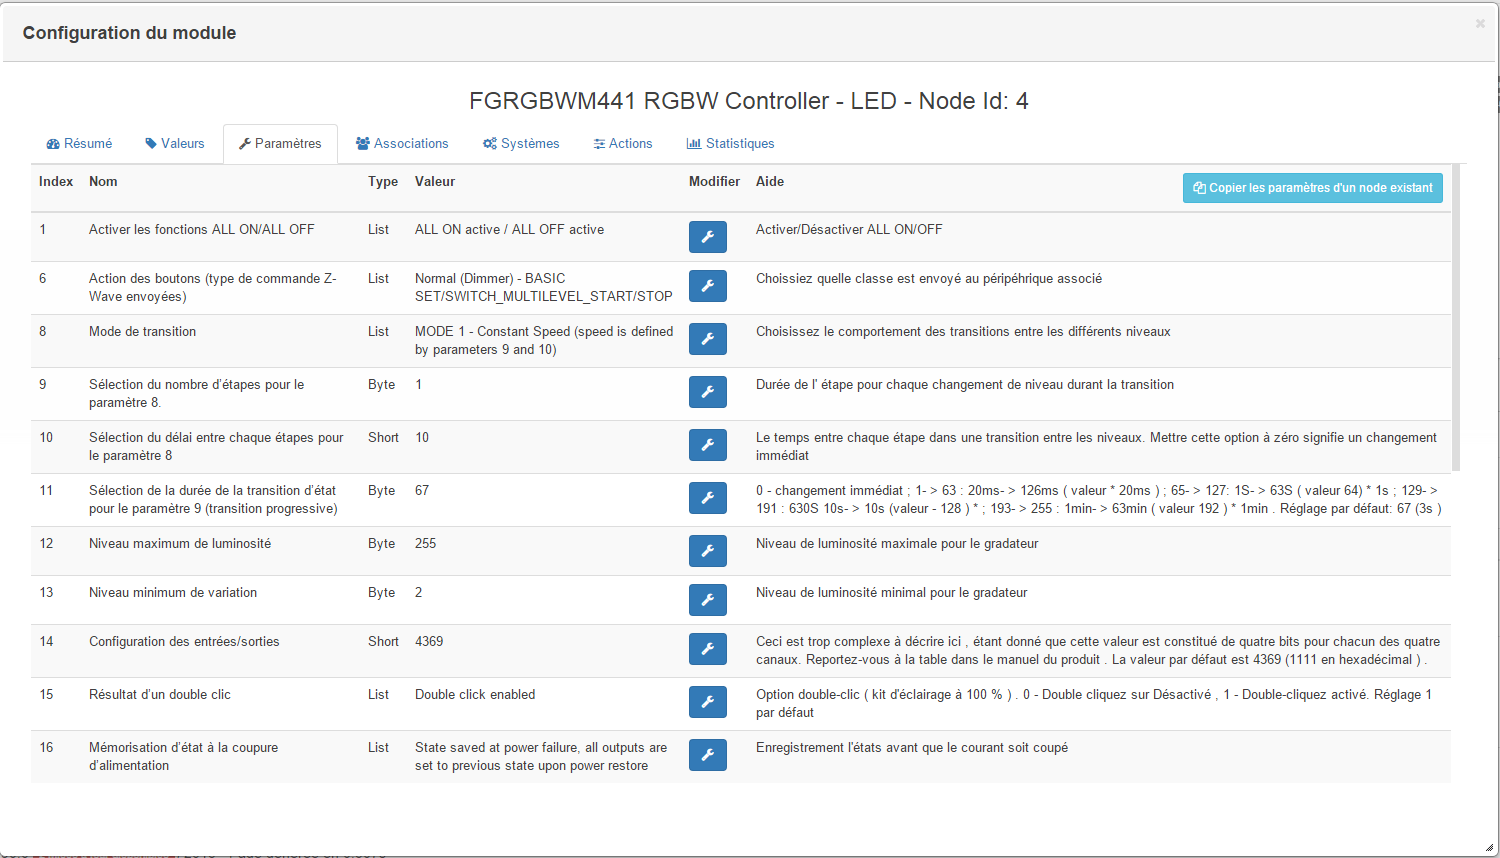 Configuration du module
FGRGBWM441 RGBW Controller - LED - Node Id: 4
Résumé Valeurs Paramètres Associations Systèmes Actions Statistiques
Index Nom Type Valeur Modifier Aide Copier les paramètres d'un node existant
1 Activer les fonctions ALL ON/ALL OFF List ALL ON active / ALL OFF active Activer/Désactiver ALL ON/OFF
6 Action des boutons (type de commande Z- List Normal (Dimmer) - BASIC Choissiez quelle classe est envoyé au péripéhrique associé
Wave envoyées) SET/SWITCH_MULTILEVEL_START/STOP
8 Mode de transition List MODE 1 - Constant Speed (speed is defined Choisissez le comportement des transitions entre les différents niveaux
by parameters 9 and 10)
9 Sélection du nombre d'étapes pour le Byte 1 Durée de l' étape pour chaque changement de niveau durant la transition
paramètre 8.
10 Sélection du délai entre chaque étapes pour Short 10 Le temps entre chaque étape dans une transition entre les niveaux. Mettre cette option à zéro signifie un changement
le paramètre 8 immédiat
11 Sélection de la durée de la transition d'état Byte 67 0 - changement immédiat ; 1- > 63 : 20ms- > 126ms ( valeur * 20ms ) ; 65- > 127: 1S- > 63S ( valeur 64) * 1s ; 129- >
pour le paramètre 9 (transition progressive) 191 : 630S 10s- > 10s (valeur - 128 ) * ; 193- > 255 : 1min- > 63min ( valeur 192 ) * 1min . Réglage par défaut: 67 (3s )
12 Niveau maximum de luminosité Byte 255 Niveau de luminosité maximale pour le gradateur
13 Niveau minimum de variation Byte 2 Niveau de luminosité minimal pour le gradateur
14 Configuration des entrées/sorties Short 4369 Ceci est trop complexe à décrire ici , étant donné que cette valeur est constitué de quatre bits pour chacun des quatre
canaux. Reportez-vous à la table dans le manuel du produit . La valeur par défaut est 4369 (1111 en hexadécimal ) .
15 Résultat d'un double clic List Double click enabled Option double-clic ( kit d'éclairage à 100 % ) . 0 - Double cliquez sur Désactivé , 1 - Double-cliquez activé. Réglage 1
par défaut
16 Mémorisation d'état à la coupure List State saved at power failure, all outputs are Enregistrement l'états avant que le courant soit coupé
d'alimentation set to previous state upon power restore